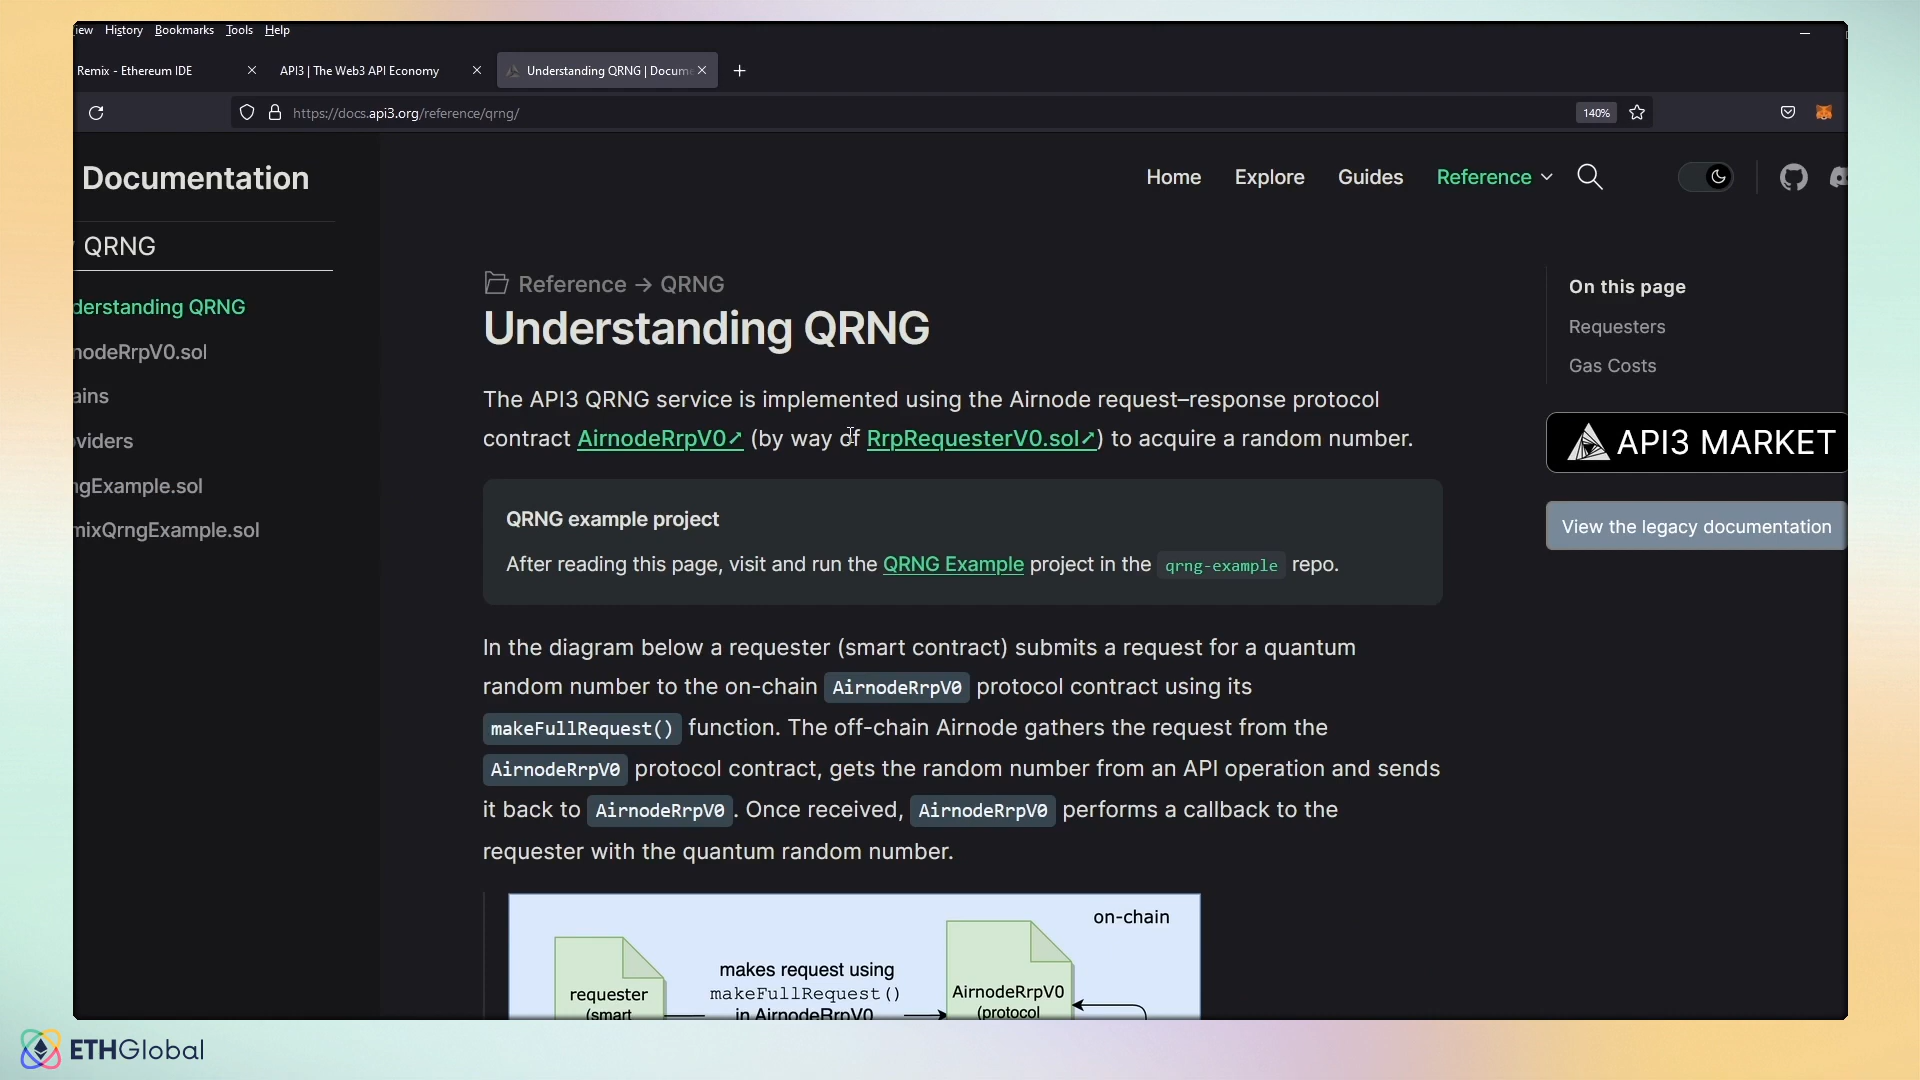 iew History Bookmarks Tools Help
Remix - Ethereum IDE
API3 | The Web3 API Economy
Understanding QRNG | Docum
https://docs.api3.org/reference/qrng/
140%
Documentation
Home Explore Guides Reference
QRNG
derstanding QRNG
nodeRrpV0.sol
ains
viders
ngExample.sol
mixQrngExample.sol
Reference → QRNG
Understanding QRNG
The API3 QRNG service is implemented using the Airnode request–response protocol
contract AirnodeRrpV0↗ (by way of RrpRequesterV0.sol↗) to acquire a random number.
QRNG example project
After reading this page, visit and run the QRNG Example project in the qrng-example repo.
In the diagram below a requester (smart contract) submits a request for a quantum
random number to the on-chain AirnodeRrpV0 protocol contract using its
makeFullRequest() function. The off-chain Airnode gathers the request from the
AirnodeRrpV0 protocol contract, gets the random number from an API operation and sends
it back to AirnodeRrpV0. Once received, AirnodeRrpV0 performs a callback to the
requester with the quantum random number.
on-chain
requester
(smart
makes request using
makeFullRequest()
in AirnodeRrpV0
AirnodeRrpV0
(protocol
On this page
Requesters
Gas Costs
API3 MARKET
View the legacy documentation
ETHGlobal